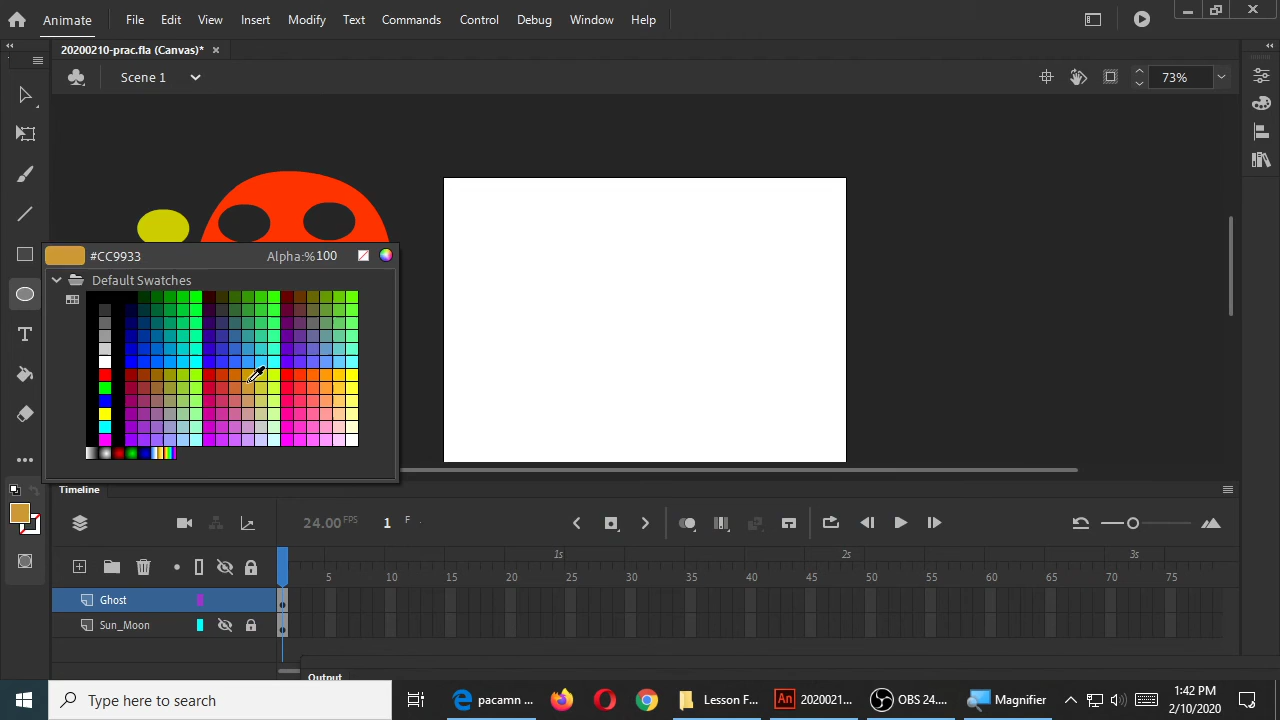 Animate File Edit View Insert Modify Text Commands Control Debug Window Help
20200210-prac.fla (Canvas)* ×
Scene 1 73%
#CC9933 Alpha:% 100
Default Swatches
T
Timeline
24.00 FPS 1 F
1s 2s 3s
5 10 15 20 25 30 35 40 45 50 55 60 65 70 75
Ghost
Sun_Moon
Output
Type here to search pacamn ... Lesson F... An 2020021... OBS 24.... Magnifier 1:42 PM
2/10/2020